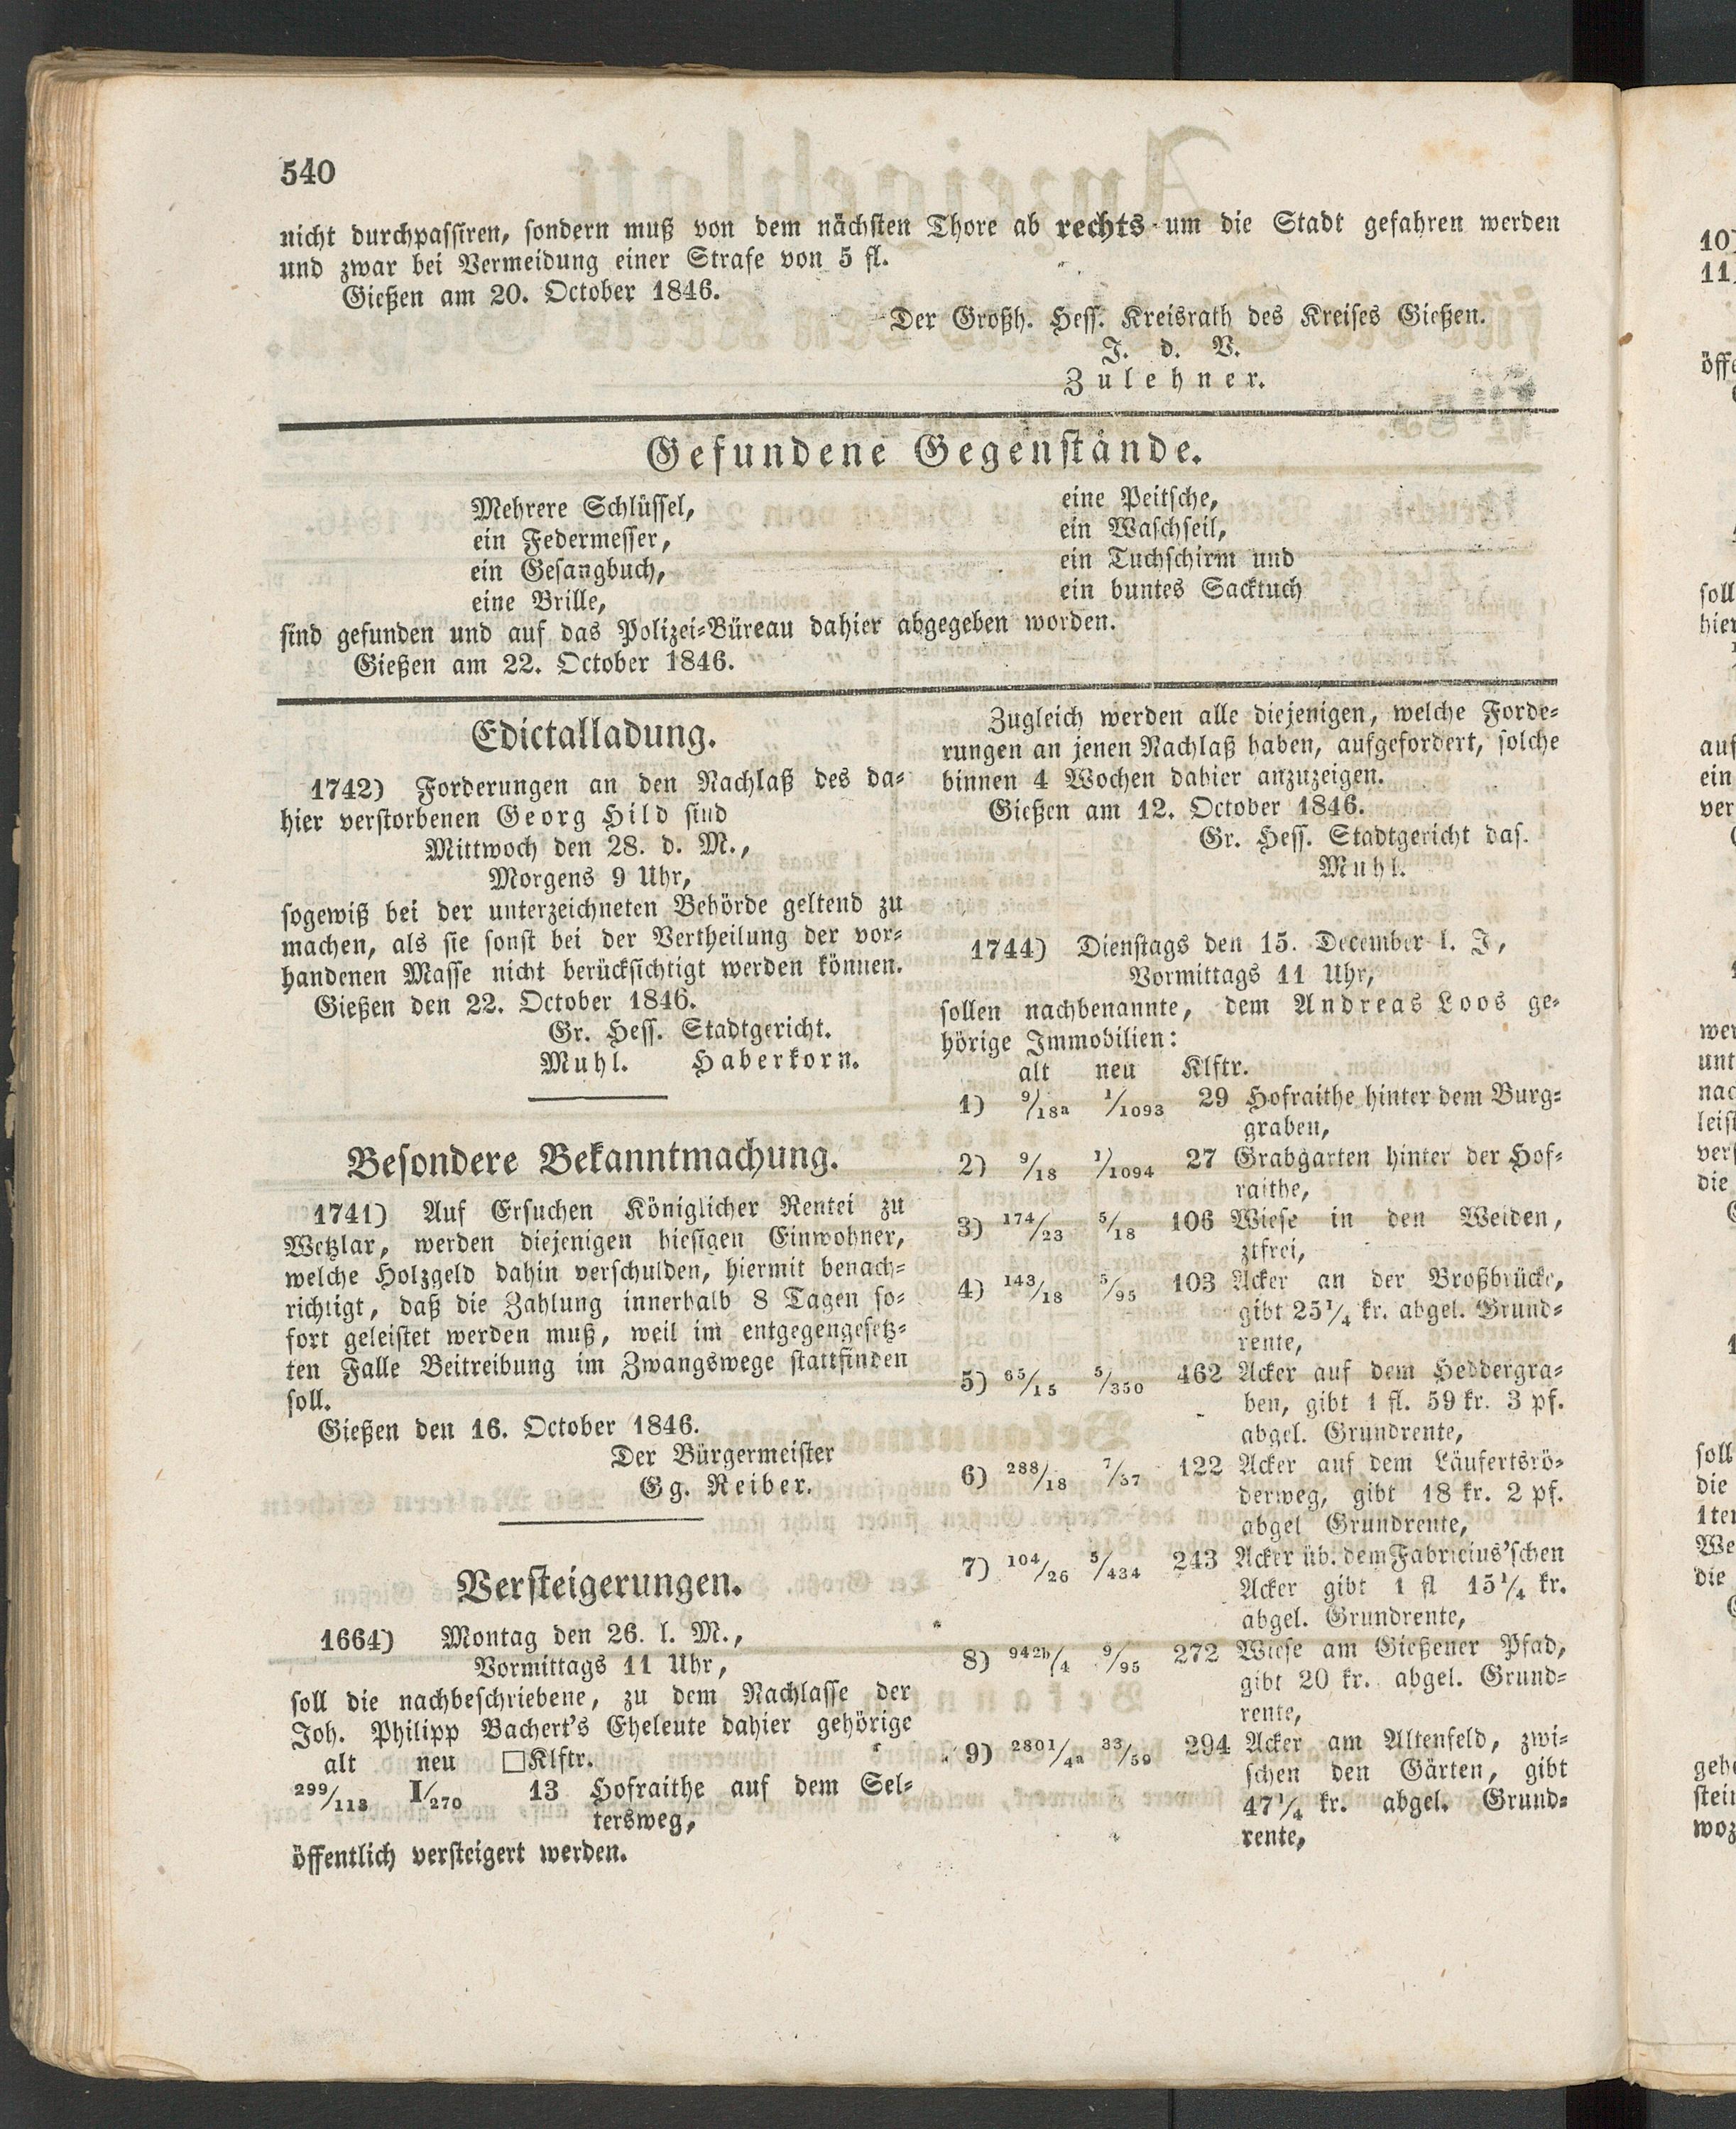 540
nicht durchpassiren, sondern muß von dem nächsten Thore ab rechts um die Stadt gefahren werden
und zwar bei Vermeidung einer Strafe von 5 fl.
Gießen am 20. October 1846.
Der Großh. Hess. Kreisrath des Kreises Gießen.
J. d. V.
Zulehner.
Gefundene Gegenstände.
Mehrere Schlüssel,
ein Federmesser,
ein Gesangbuch,
eine Brille,
eine Peitsche,
ein Waschseil,
ein Tuchschirm und
ein buntes Sacktuch
sind gefunden und auf das Polizei-Büreau dahier abgegeben worden.
Gießen am 22. October 1846.
Edictalladung.
1742) Forderungen an den Nachlaß des da-
hier verstorbenen Georg Hild sind
Mittwoch den 28. d. M.,
Morgens 9 Uhr,
sogewiß bei der unterzeichneten Behörde geltend zu
machen, als sie sonst bei der Vertheilung der vor-
handenen Masse nicht berücksichtigt werden können.
Gießen den 22. October 1846.
Gr. Hess. Stadtgericht.
Muhl. Haberkorn.
Besondere Bekanntmachung.
1741) Auf Ersuchen Königlicher Rentei zu
Wetzlar, werden diejenigen hiesigen Einwohner,
welche Holzgeld dahin verschulden, hiermit benach-
richtigt, daß die Zahlung innerhalb 8 Tagen so-
fort geleistet werden muß, weil im entgegengesetz-
ten Falle Beitreibung im Zwangswege stattfinden
soll.
Gießen den 16. October 1846.
Der Bürgermeister
Gg. Reiber.
Versteigerungen.
1664) Montag den 26. l. M.,
Vormittags 11 Uhr,
soll die nachbeschriebene, zu dem Nachlasse der
Joh. Philipp Bachert's Eheleute dahier gehörige
alt neu □Klftr.
299/113 I/270 13 Hofraithe auf dem Sel-
tersweg,
öffentlich versteigert werden.
Zugleich werden alle diejenigen, welche Forde-
rungen an jenen Nachlaß haben, aufgefordert, solche
binnen 4 Wochen dahier anzuzeigen.
Gießen am 12. October 1846.
Gr. Hess. Stadtgericht das.
Muhl.
1744) Dienstags den 15. December l. J,
Vormittags 11 Uhr,
sollen nachbenannte, dem Andreas Loos ge-
hörige Immobilien:
alt neu Klftr.
1) 9/18a 1/1093 29 Hofraithe hinter dem Burg-
graben,
2) 9/18 1/1094 27 Grabgarten hinter der Hof-
raithe,
3) 174/23 5/18 106 Wiese in den Weiden,
ztfrei,
4) 143/18 5/95 103 Acker an der Broßbrücke,
gibt 25 1/4 kr. abgel. Grund-
rente,
5) 65/15 5/350 462 Acker auf dem Heddergra-
ben, gibt 1 fl. 59 kr. 3 pf.
abgel. Grundrente,
6) 288/18 7/37 122 Acker auf dem Läufertsrö-
derweg, gibt 18 kr. 2 pf.
abgel Grundrente,
7) 104/26 5/434 243 Acker üb. dem Fabricius'schen
Acker gibt 1 fl 15 1/4 kr.
abgel. Grundrente,
8) 942b/4 9/95 272 Wiese am Gießener Pfad,
gibt 20 kr. abgel. Grund-
rente,
9) 2801/4a 33/59 294 Acker am Altenfeld, zwi-
schen den Gärten, gibt
47 1/4 kr. abgel. Grund-
rente,